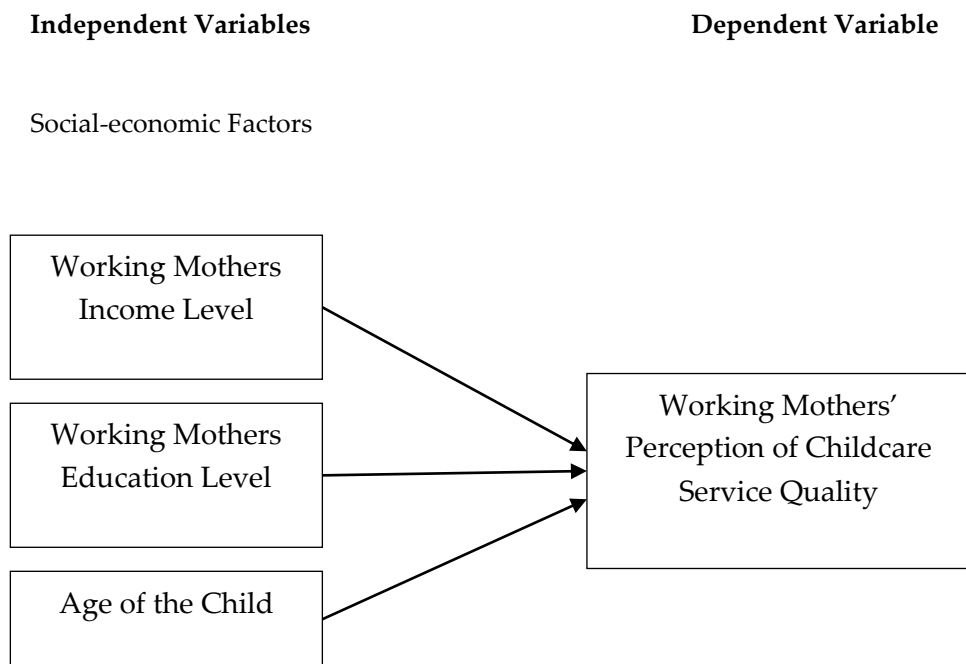 Independent Variables
Dependent Variable
Social-economic Factors
Working Mothers
Income Level
Working Mothers
Education Level
Age of the Child
Working Mothers’
Perception of Childcare
Service Quality